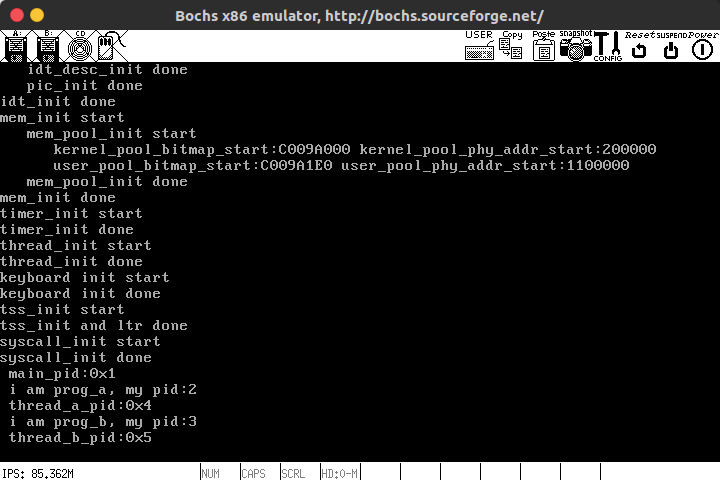 Bochs x86 emulator, http://bochs.sourceforge.net/
A: B: CD USER Copy Paste Snapshot CONFIG Reset SUSPEND Power
idt_desc_init done
pic_init done
idt_init done
mem_init start
mem_pool_init start
kernel_pool_bitmap_start:C009A000 kernel_pool_phy_addr_start:200000
user_pool_bitmap_start:C009A1E0 user_pool_phy_addr_start:1100000
mem_pool_init done
mem_init done
timer_init start
timer_init done
thread_init start
thread_init done
keyboard init start
keyboard init done
tss_init start
tss_init and ltr done
syscall_init start
syscall_init done
main_pid:0x1
i am prog_a, my pid:2
thread_a_pid:0x4
i am prog_b, my pid:3
thread_b_pid:0x5
IPS: 85.362M NUM CAPS SCRL HD:0-M